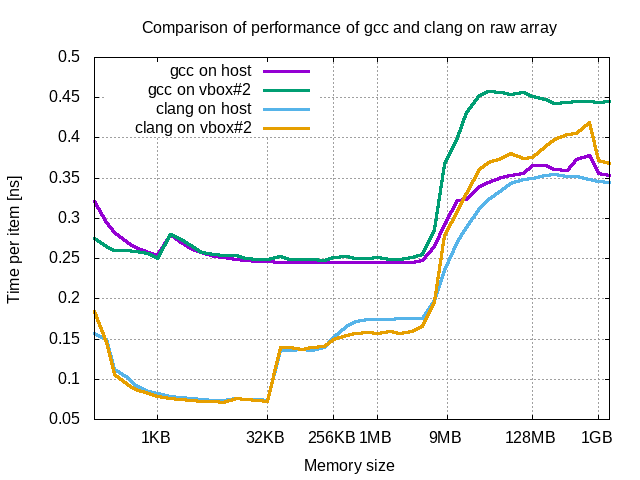 Comparison of performance of gcc and clang on raw array
0.5
0.45
0.4
0.35
0.3
0.25
0.2
0.15
0.1
0.05
Time per item [ns]
gcc on host
gcc on vbox#2
clang on host
clang on vbox#2
1KB 32KB 256KB 1MB 9MB 128MB 1GB
Memory size